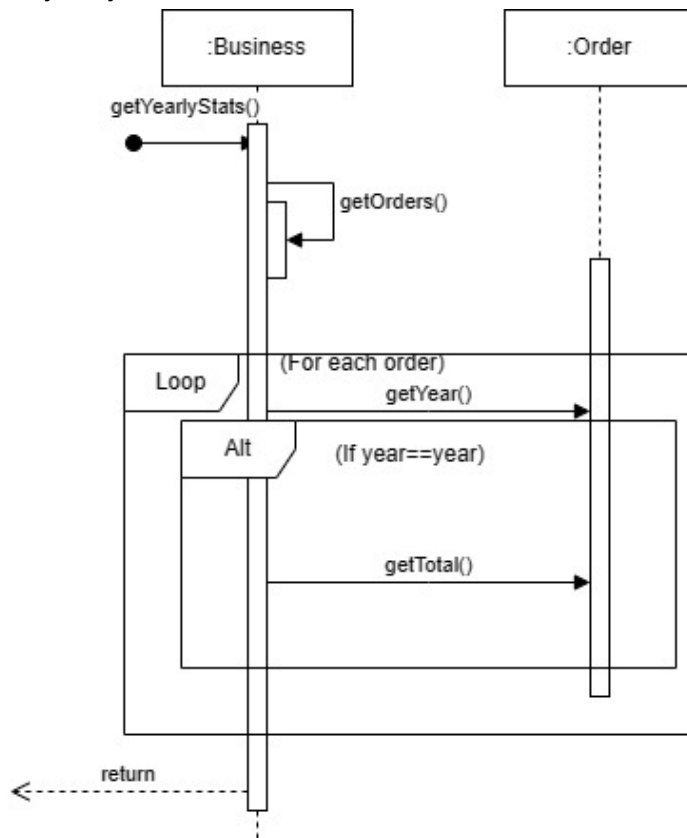 :Business
:Order
getYearlyStats()
getOrders()
(For each order)
Loop
getYear()
Alt
(If year==year)
getTotal()
return